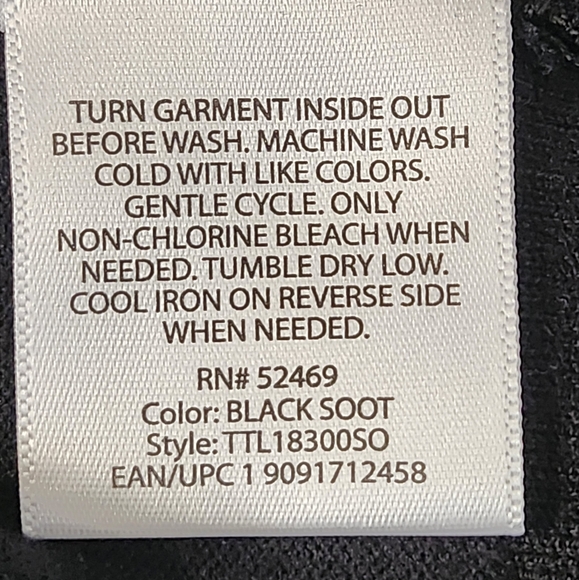 TURN GARMENT INSIDE OUT
BEFORE WASH. MACHINE WASH
COLD WITH LIKE COLORS.
GENTLE CYCLE. ONLY
NON-CHLORINE BLEACH WHEN
NEEDED. TUMBLE DRY LOW.
COOL IRON ON REVERSE SIDE
WHEN NEEDED.
RN# 52469
Color: BLACK SOOT
Style: TTL18300SO
EAN/UPC 1 9091712458